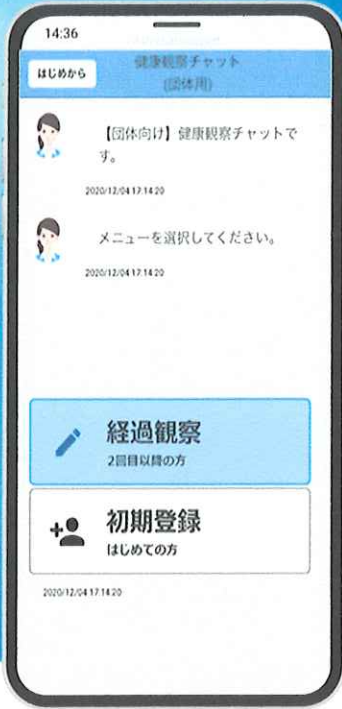 14:36
はじめから
健康観察チャット
(団体用)
【団体向け】健康観察チャットで
す。
2020/12/04 17:14:20
メニューを選択してください。
2020/12/04 17:14:20
経過観察
2回目以降の方
初期登録
はじめての方
2020/12/04 17:14:20